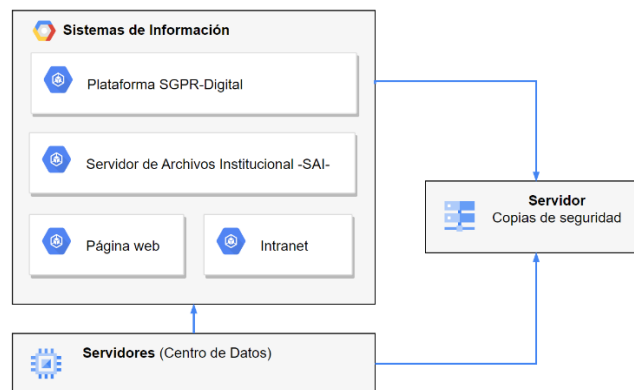 Sistemas de Información
Plataforma SGPR-Digital
Servidor de Archivos Institucional -SAI-
Página web
Intranet
Servidor
Copias de seguridad
Servidores (Centro de Datos)